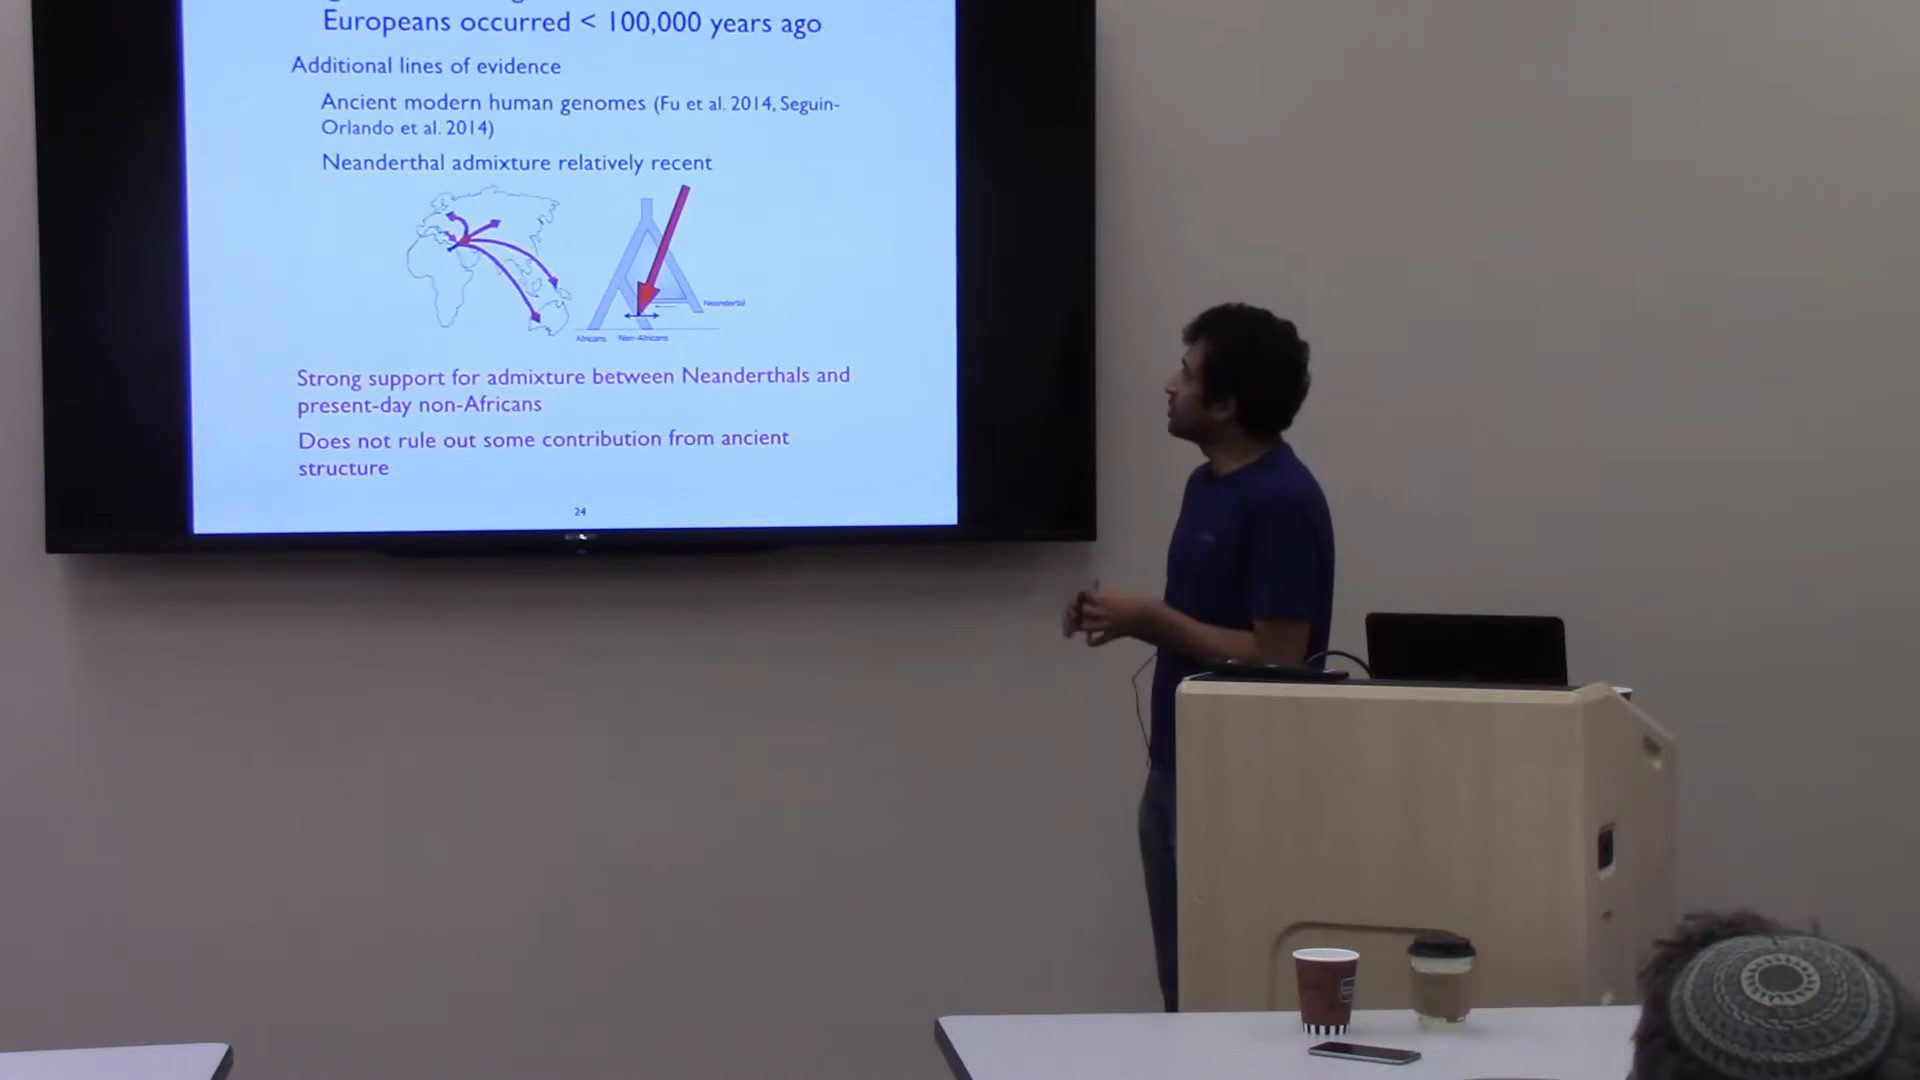 Europeans occurred < 100,000 years ago
Additional lines of evidence
Ancient modern human genomes (Fu et al. 2014, Seguin-
Orlando et al. 2014)
Neanderthal admixture relatively recent
Neandertal
Africans Non-Africans
Strong support for admixture between Neanderthals and
present-day non-Africans
Does not rule out some contribution from ancient
structure
24